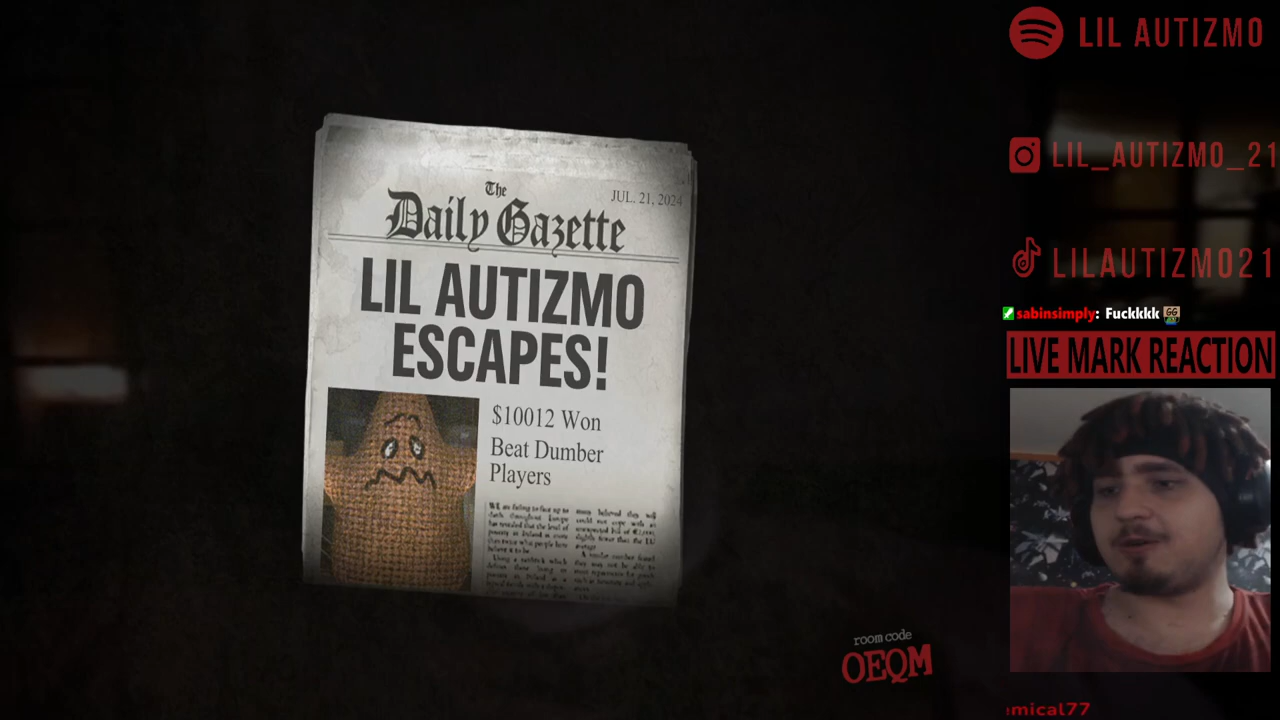 The
Daily Gazette
JUL. 21, 2024
LIL AUTIZMO
ESCAPES!
$10012 Won
Beat Dumber
Players
room code
OEQM
LIL AUTIZMO
LIL_AUTIZMO_21
LILAUTIZMO21
sabinsimply: Fuckkkk
LIVE MARK REACTION
emical77